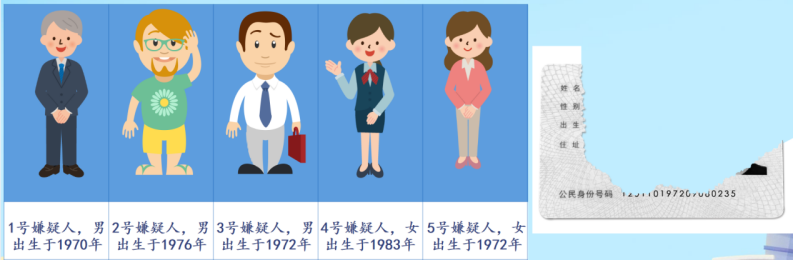 1号嫌疑人，男
出生于1970年
2号嫌疑人，男
出生于1976年
3号嫌疑人，男
出生于1972年
4号嫌疑人，女
出生于1983年
5号嫌疑人，女
出生于1972年
姓 名
性 别
出 生
住 址
公民身份号码